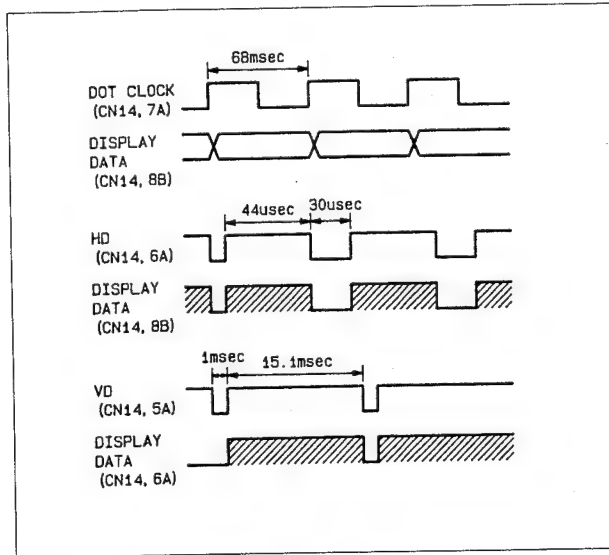 68msec
DOT CLOCK
(CN14, 7A)
DISPLAY
DATA
(CN14, 8B)
44usec 30usec
HD
(CN14, 6A)
DISPLAY
DATA
(CN14, 8B)
1msec 15.1msec
VD
(CN14, 5A)
DISPLAY
DATA
(CN14, 6A)